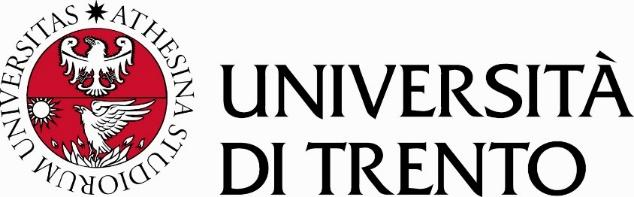 ATHESINA STUDIORUM UNIVERSITAS
UNIVERSITÀ
DI TRENTO